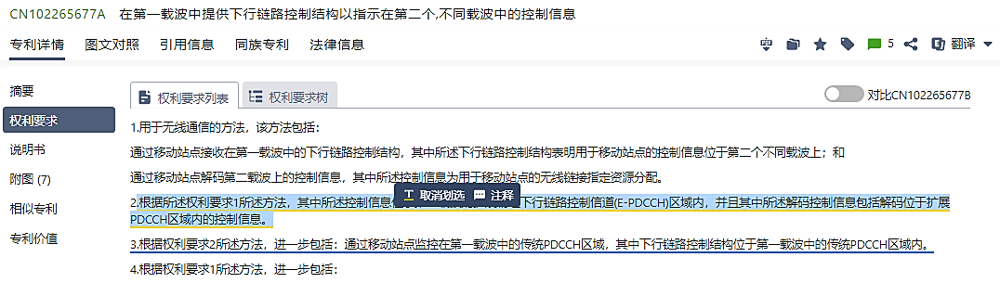 CN102265677A 在第一载波中提供下行链路控制结构以指示在第二个,不同载波中的控制信息
专利详情 图文对照 引用信息 同族专利 法律信息 PDF 5 翻译
摘要
权利要求
说明书
附图 (7)
相似专利
专利价值
权利要求列表 权利要求树 对比CN102265677B
1.用于无线通信的方法，该方法包括：
通过移动站点接收在第一载波中的下行链路控制结构，其中所述下行链路控制结构表明用于移动站点的控制信息位于第二个不同载波上；和
通过移动站点解码第二载波上的控制信息，其中所述控制信息为用于移动站点的无线链接指定资源分配。
取消划选 注释
2.根据所述权利要求1所述方法，其中所述控制信息 下行链路控制信道(E-PDCCH)区域内，并且其中所述解码控制信息包括解码位于扩展
PDCCH区域内的控制信息。
3.根据权利要求2所述方法，进一步包括：通过移动站点监控在第一载波中的传统PDCCH区域，其中下行链路控制结构位于第一载波中的传统PDCCH区域内。
4.根据权利要求1所述方法，进一步包括：